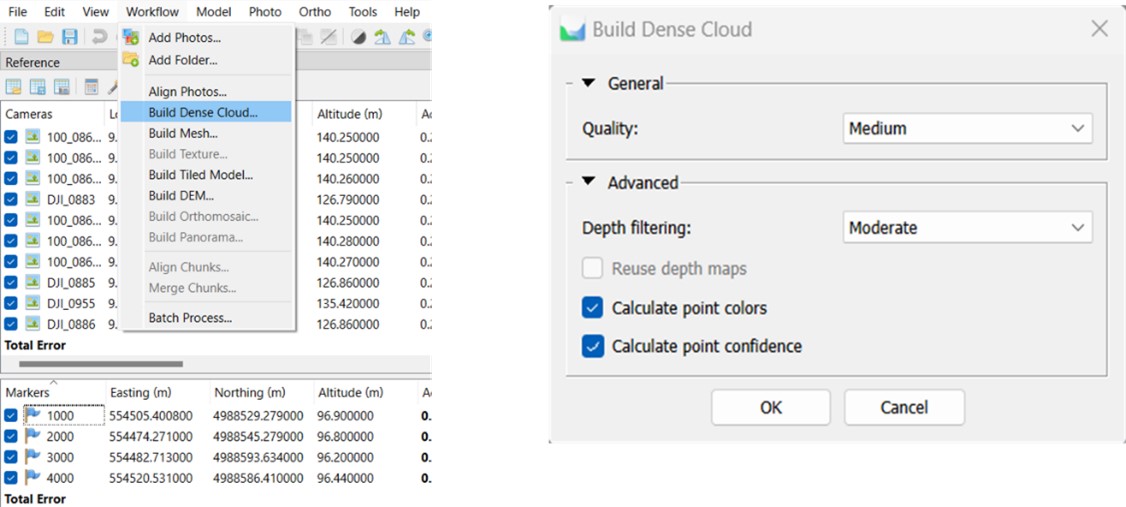 File Edit View Workflow Model Photo Ortho Tools Help
Reference
Add Photos...
Add Folder...
Align Photos...
Build Dense Cloud...
Build Mesh...
Build Texture...
Build Tiled Model...
Build DEM...
Build Orthomosaic...
Build Panorama...
Align Chunks...
Merge Chunks...
Batch Process...
Cameras Altitude (m)
100_086... 9. 140.250000 0.
100_086... 9. 140.250000 0.
100_086... 9. 140.260000 0.
DJI_0883 9. 126.790000 0.
100_086... 9. 140.250000 0.
100_086... 9. 140.280000 0.
100_086... 9. 140.270000 0.
DJI_0885 9. 126.860000 0.
DJI_0955 9. 135.420000 0.
DJI_0886 9. 126.860000 0.
Total Error
Markers Easting (m) Northing (m) Altitude (m)
1000 554505.400800 4988529.279000 96.900000 0.
2000 554474.271000 4988545.279000 96.800000 0.
3000 554482.713000 4988593.634000 96.200000 0.
4000 554520.531000 4988586.410000 96.440000 0.
Total Error
Build Dense Cloud
General
Quality: Medium
Advanced
Depth filtering: Moderate
Reuse depth maps
Calculate point colors
Calculate point confidence
OK Cancel